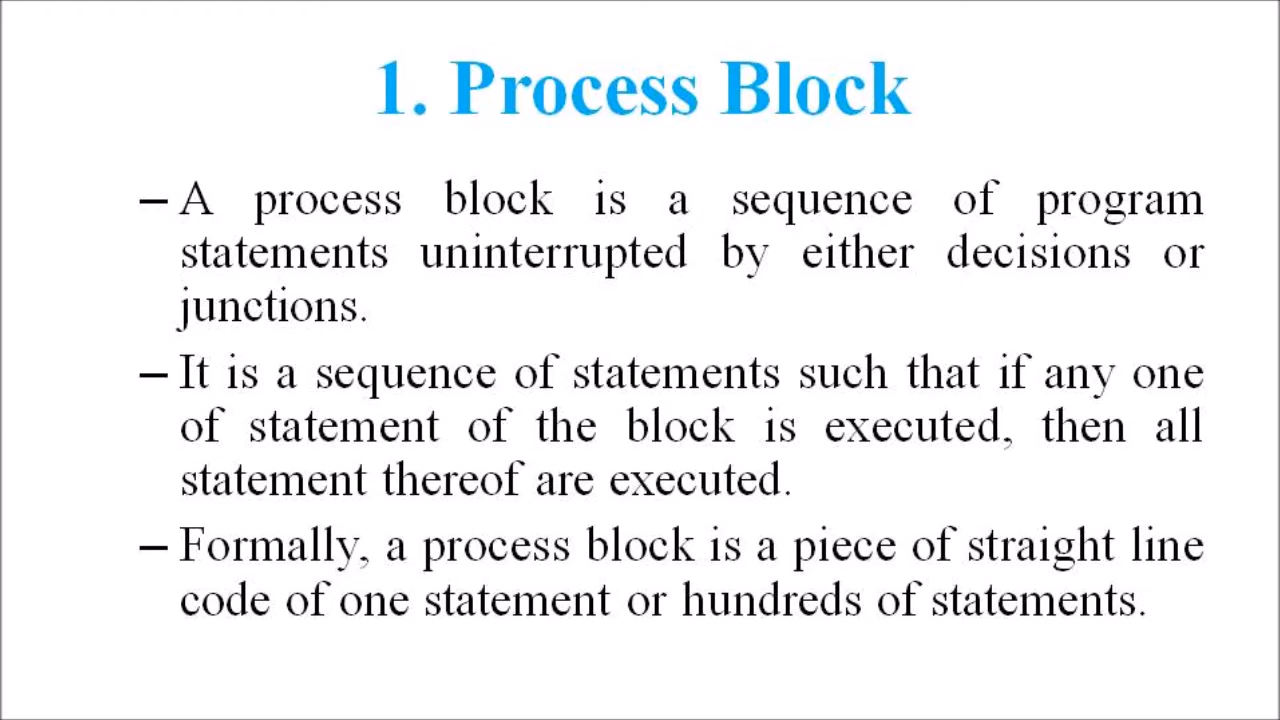 1. Process Block
– A process block is a sequence of program
statements uninterrupted by either decisions or
junctions.
– It is a sequence of statements such that if any one
of statement of the block is executed, then all
statement thereof are executed.
– Formally, a process block is a piece of straight line
code of one statement or hundreds of statements.